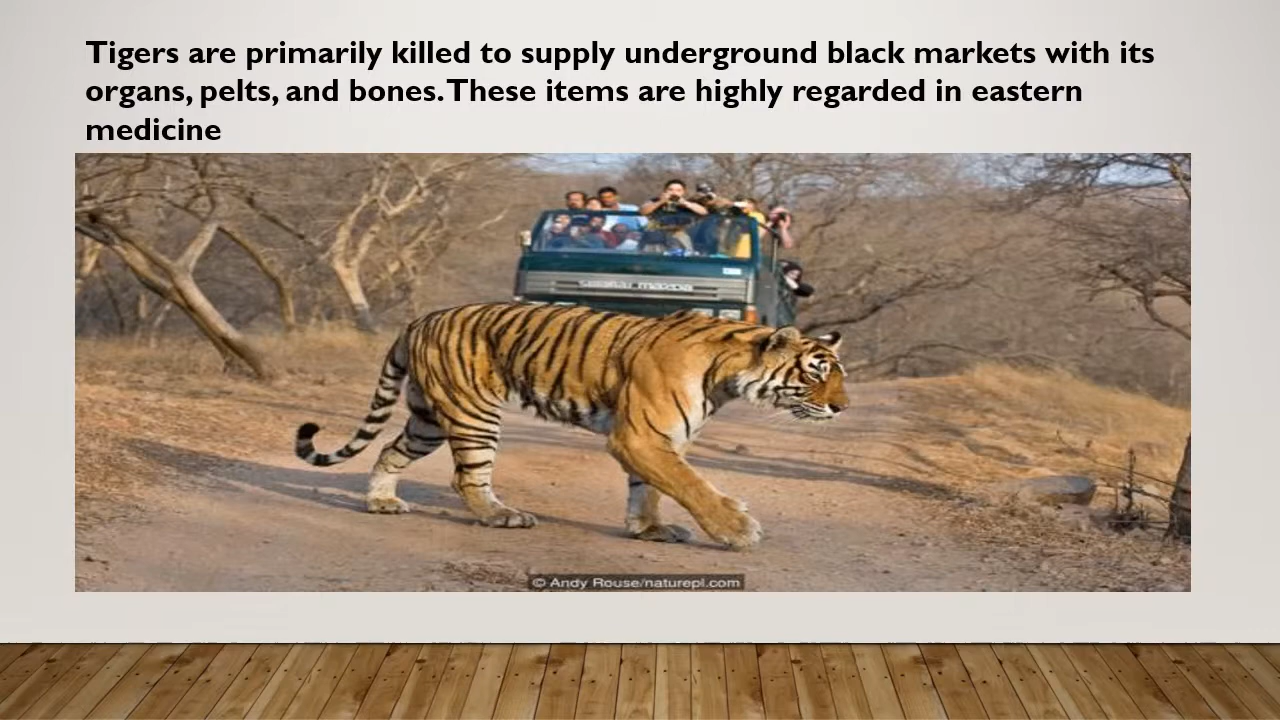 Tigers are primarily killed to supply underground black markets with its
organs, pelts, and bones. These items are highly regarded in eastern
medicine
© Andy Rouse/naturepl.com